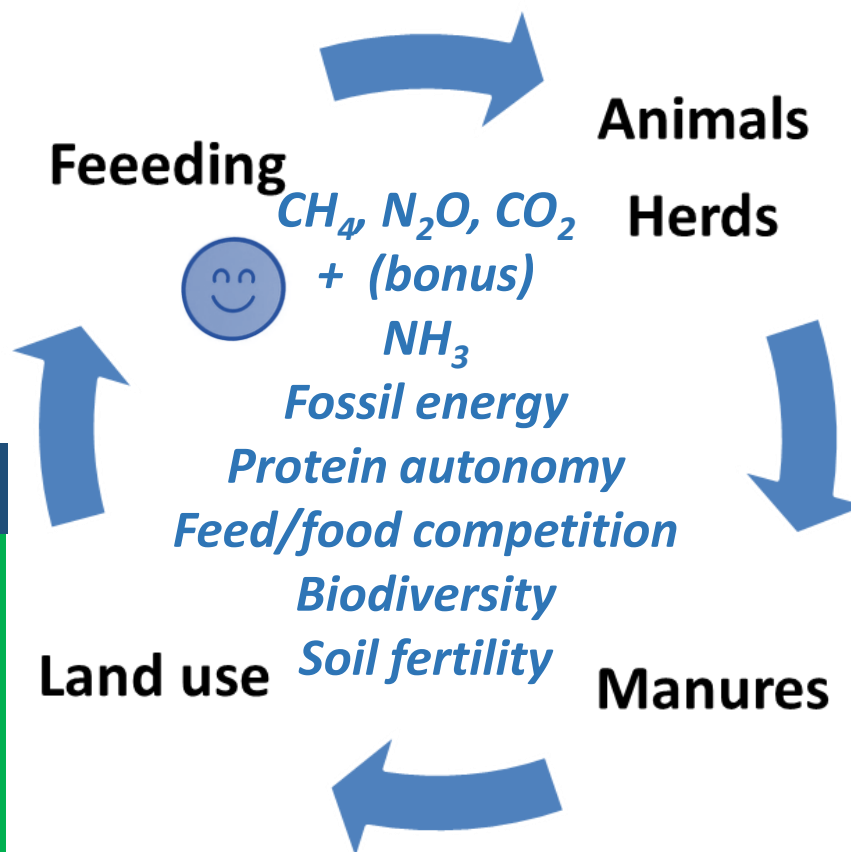 Feeeding
Animals
Herds
CH₄, N₂O, CO₂
+ (bonus)
NH₃
Fossil energy
Protein autonomy
Feed/food competition
Biodiversity
Soil fertility
Land use
Manures